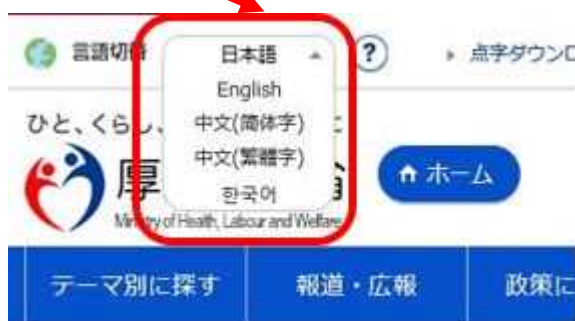 言語切替 日本語 ? 点字ダウンロ
English
ひと、くらし、
中文(简体字)
中文(繁體字)
한국어
厚
ホーム
Ministry of Health, Labour and Welfare
テーマ別に探す 報道・広報 政策に